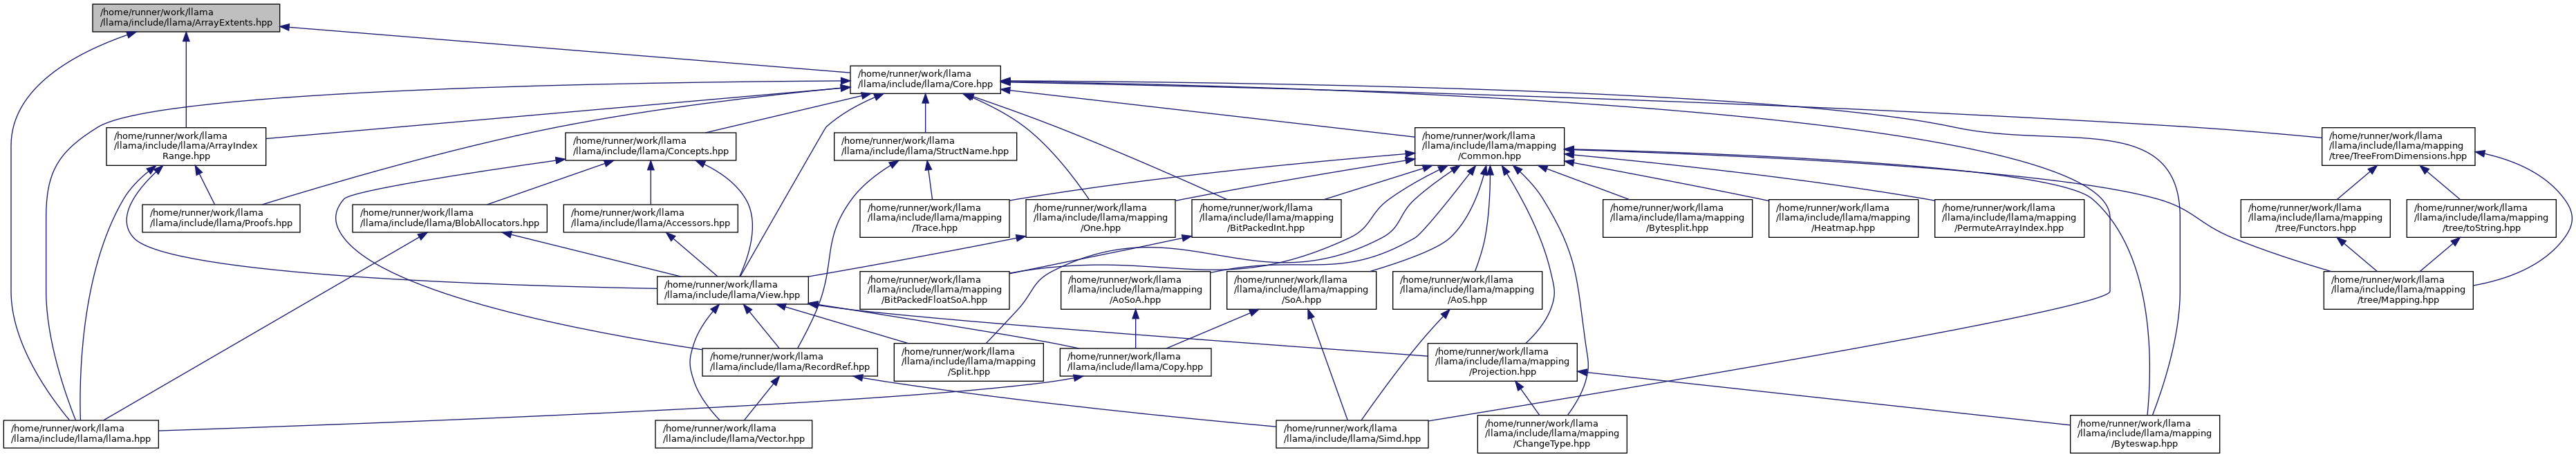 /home/runner/work/llama
/llama/include/llama/ArrayExtents.hpp
/home/runner/work/llama
/llama/include/llama/Core.hpp
/home/runner/work/llama
/llama/include/llama/ArrayIndex
Range.hpp
/home/runner/work/llama
/llama/include/llama/Concepts.hpp
/home/runner/work/llama
/llama/include/llama/StructName.hpp
/home/runner/work/llama
/llama/include/llama/mapping
/Common.hpp
/home/runner/work/llama
/llama/include/llama/mapping
/tree/TreeFromDimensions.hpp
/home/runner/work/llama
/llama/include/llama/Proofs.hpp
/home/runner/work/llama
/llama/include/llama/BlobAllocators.hpp
/home/runner/work/llama
/llama/include/llama/Accessors.hpp
/home/runner/work/llama
/llama/include/llama/mapping
/Trace.hpp
/home/runner/work/llama
/llama/include/llama/mapping
/One.hpp
/home/runner/work/llama
/llama/include/llama/mapping
/BitPackedInt.hpp
/home/runner/work/llama
/llama/include/llama/mapping
/Bytesplit.hpp
/home/runner/work/llama
/llama/include/llama/mapping
/Heatmap.hpp
/home/runner/work/llama
/llama/include/llama/mapping
/PermuteArrayIndex.hpp
/home/runner/work/llama
/llama/include/llama/mapping
/tree/Functors.hpp
/home/runner/work/llama
/llama/include/llama/mapping
/tree/toString.hpp
/home/runner/work/llama
/llama/include/llama/View.hpp
/home/runner/work/llama
/llama/include/llama/mapping
/BitPackedFloatSoA.hpp
/home/runner/work/llama
/llama/include/llama/mapping
/AoSoA.hpp
/home/runner/work/llama
/llama/include/llama/mapping
/SoA.hpp
/home/runner/work/llama
/llama/include/llama/mapping
/AoS.hpp
/home/runner/work/llama
/llama/include/llama/mapping
/tree/Mapping.hpp
/home/runner/work/llama
/llama/include/llama/RecordRef.hpp
/home/runner/work/llama
/llama/include/llama/mapping
/Split.hpp
/home/runner/work/llama
/llama/include/llama/Copy.hpp
/home/runner/work/llama
/llama/include/llama/mapping
/Projection.hpp
/home/runner/work/llama
/llama/include/llama/llama.hpp
/home/runner/work/llama
/llama/include/llama/Vector.hpp
/home/runner/work/llama
/llama/include/llama/Simd.hpp
/home/runner/work/llama
/llama/include/llama/mapping
/ChangeType.hpp
/home/runner/work/llama
/llama/include/llama/mapping
/Byteswap.hpp